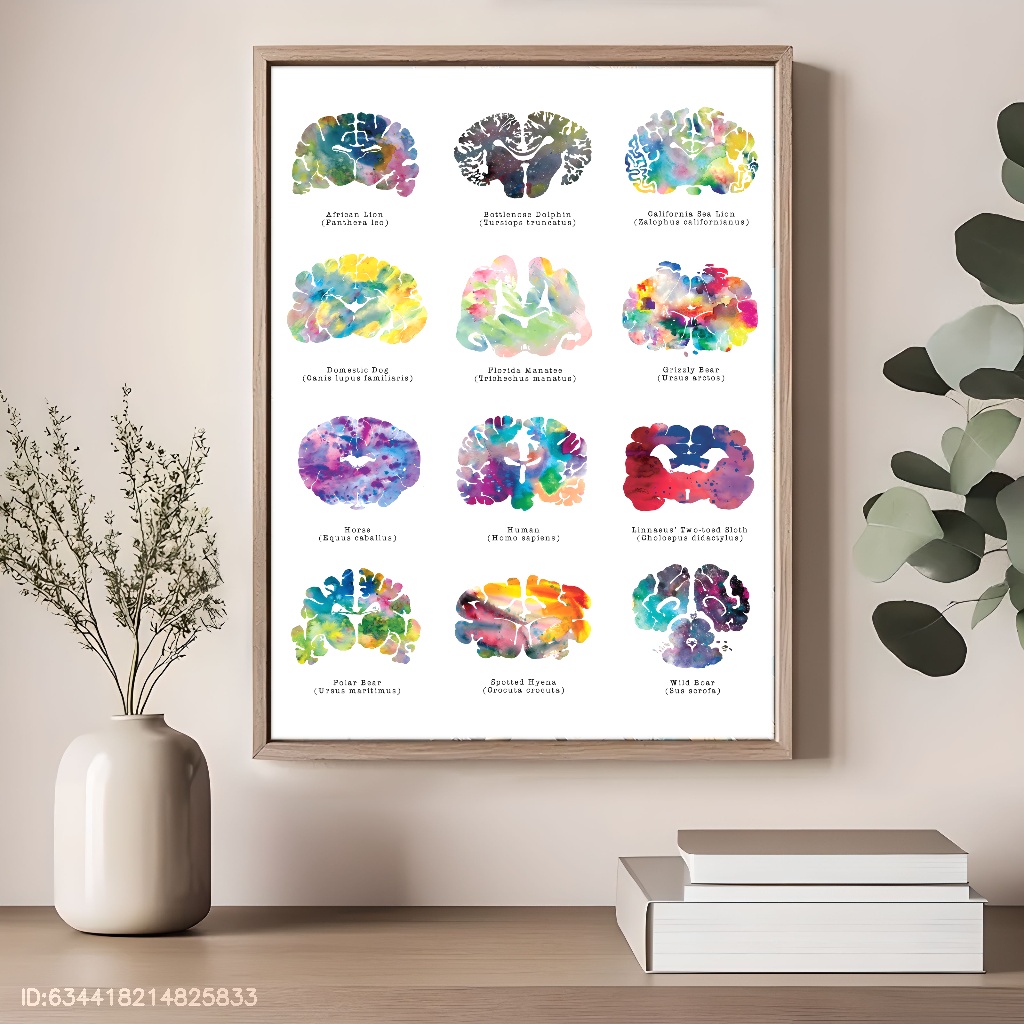 African Lion
(Panthera leo)
Bottlenose Dolphin
(Tursiops truncatus)
California Sea Lion
(Zalophus californianus)
Domestic Dog
(Canis lupus familiaris)
Florida Manatee
(Trichechus manatus)
Grizzly Bear
(Ursus arctos)
Horse
(Equus caballus)
Human
(Homo sapiens)
Linnaeus' Two-toed Sloth
(Choloepus didactylus)
Polar Bear
(Ursus maritimus)
Spotted Hyena
(Crocuta crocuta)
Wild Boar
(Sus scrofa)
ID:634418214825833